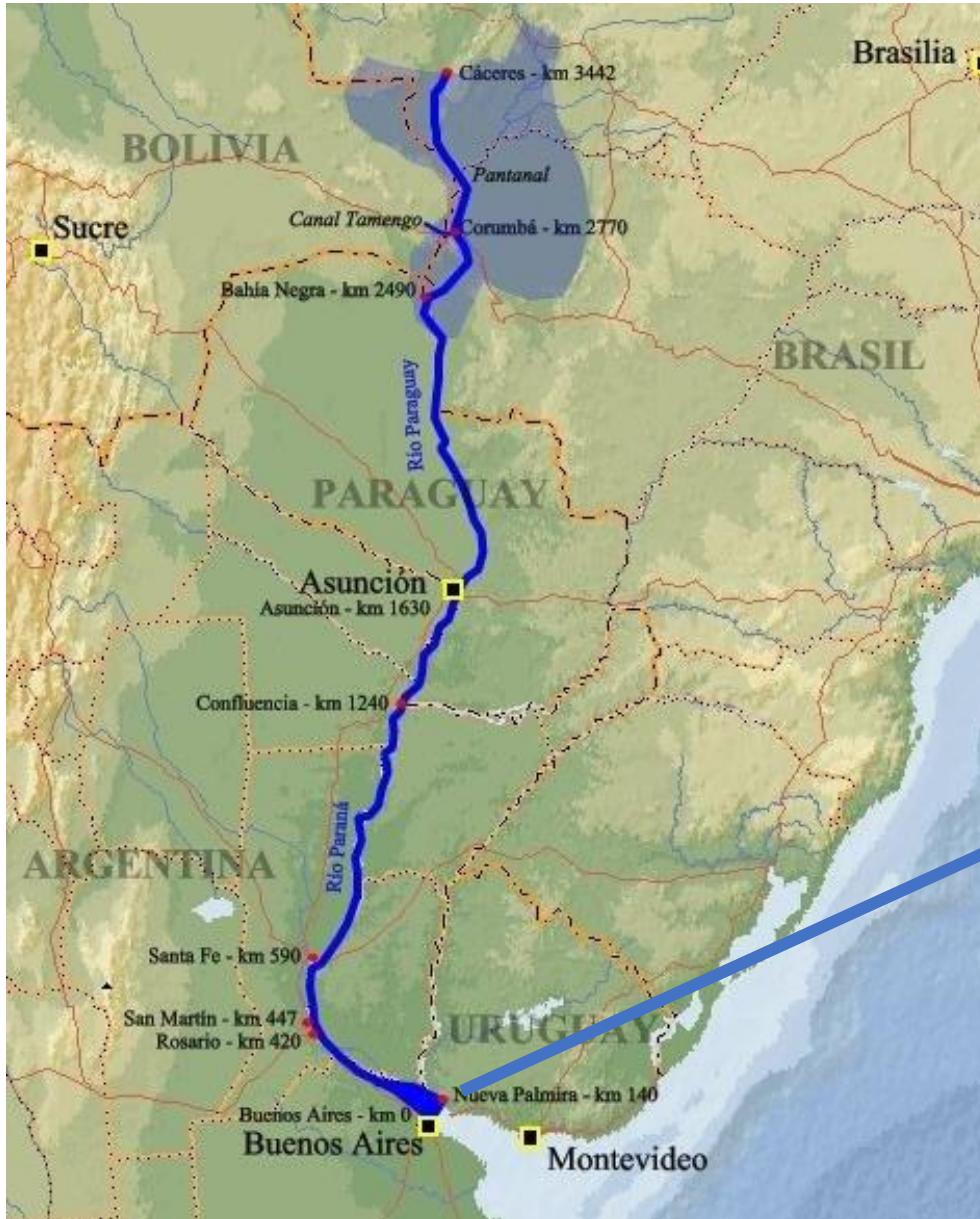 Cáceres - km 3442
Brasilia
BOLIVIA
Pantanal
Canal Tamengo
Corumbá - km 2770
Sucre
Bahía Negra - km 2490
BRASIL
Río Paraguay
PARAGUAY
Asunción
Asunción - km 1630
Confluencia - km 1240
Río Paraná
ARGENTINA
Santa Fe - km 590
San Martín - km 447
Rosario - km 420
URUGUAY
Nueva Palmira - km 140
Buenos Aires - km 0
Buenos Aires
Montevideo